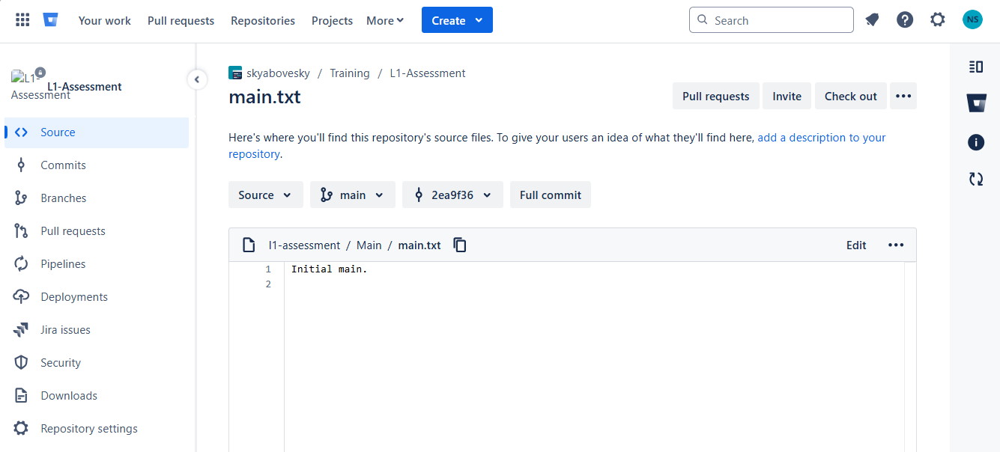 Your work Pull requests Repositories Projects More Create Search NS
L1-
Assessment
L1-Assessment
Source
Commits
Branches
Pull requests
Pipelines
Deployments
Jira issues
Security
Downloads
Repository settings
skyabovesky / Training / L1-Assessment
main.txt
Pull requests Invite Check out
Here's where you'll find this repository's source files. To give your users an idea of what they'll find here, add a description to your
repository.
Source main 2ea9f36 Full commit
l1-assessment / Main / main.txt Edit
1 Initial main.
2